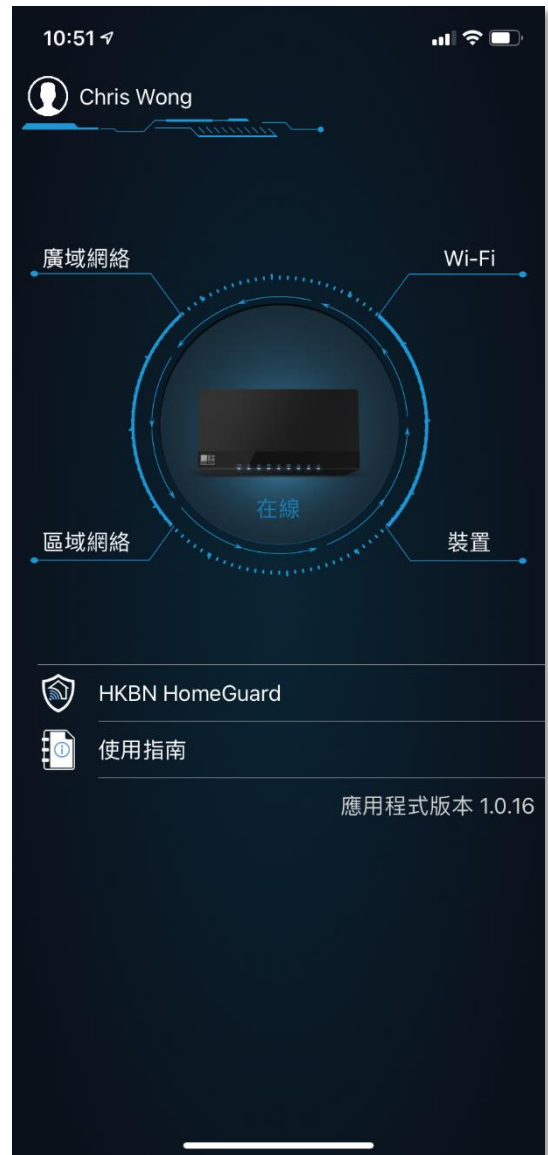 10:51
Chris Wong
廣域網絡
Wi-Fi
在線
區域網絡
裝置
HKBN HomeGuard
使用指南
應用程式版本 1.0.16